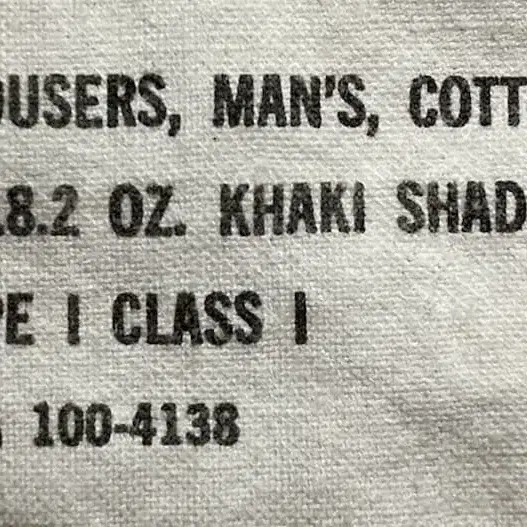 OUSERS, MAN'S, COTT
.8.2 OZ. KHAKI SHAD
PE I CLASS I
100-4138